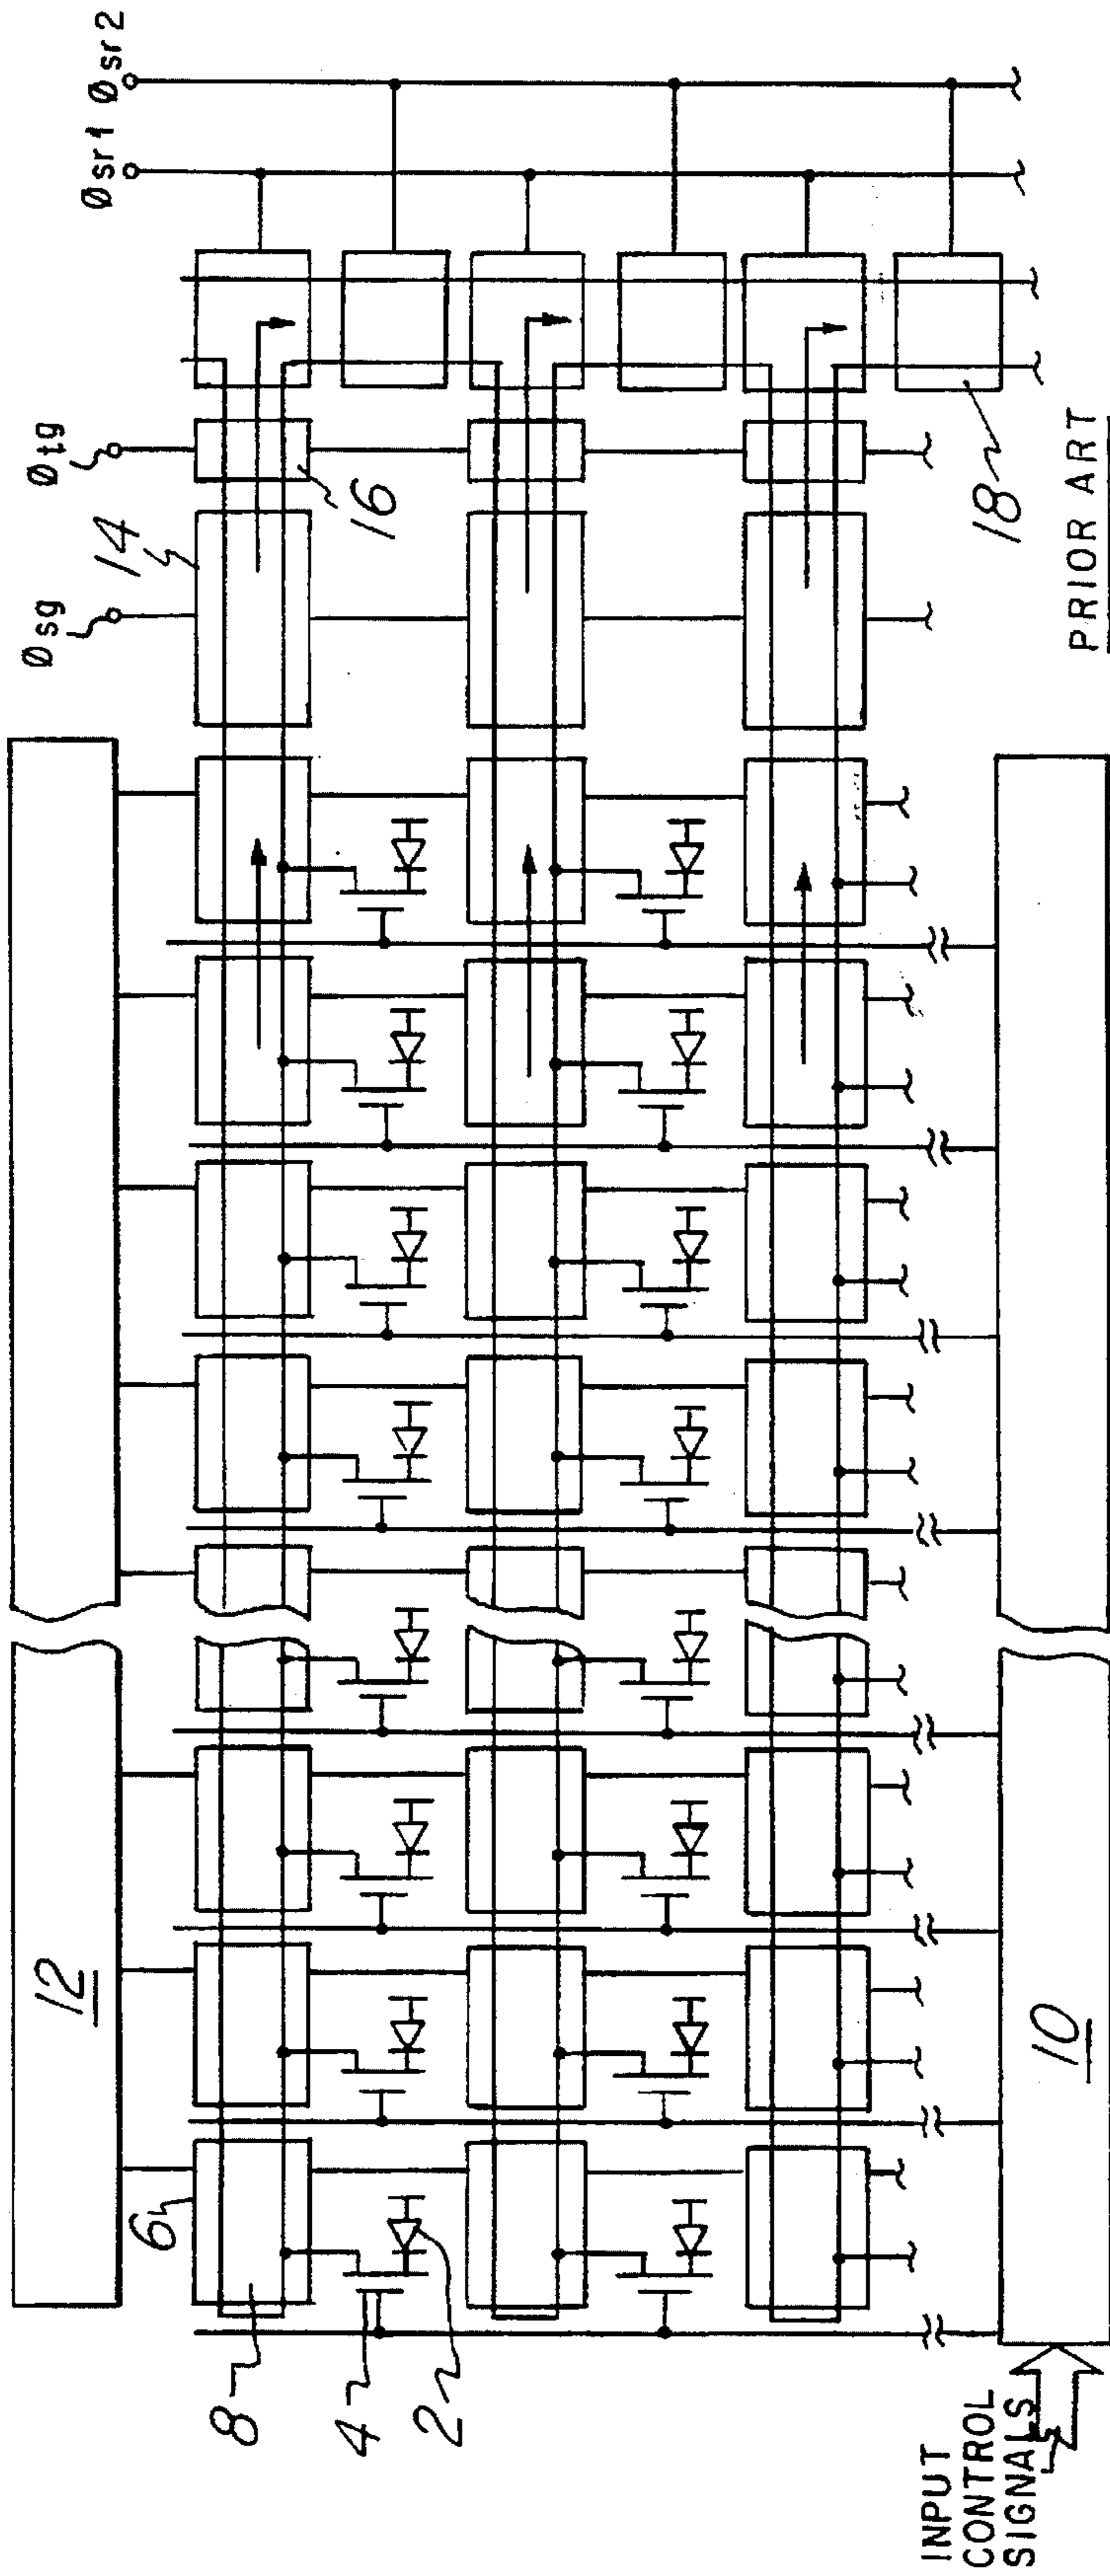 Øsr1 Øsr2
Øtg
Øsg
14
16
18
12
6
8
4
2
10
INPUT
CONTROL
SIGNALS
PRIOR ART